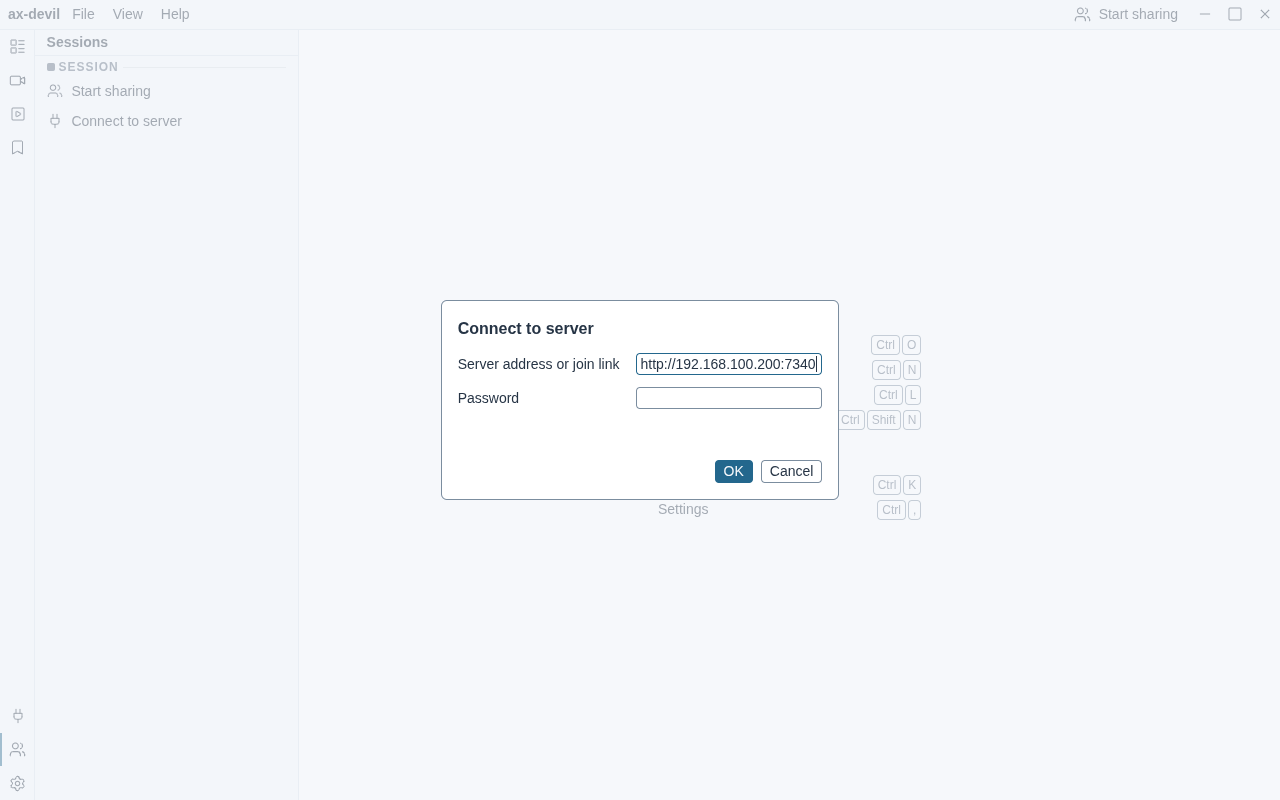 ax-devil File View Help Start sharing
Sessions
SESSION
Start sharing
Connect to server
Connect to server
Server address or join link http://192.168.100.200:7340
Password
OK Cancel
Ctrl O
Ctrl N
Ctrl L
Ctrl Shift N
Ctrl K
Settings Ctrl ,